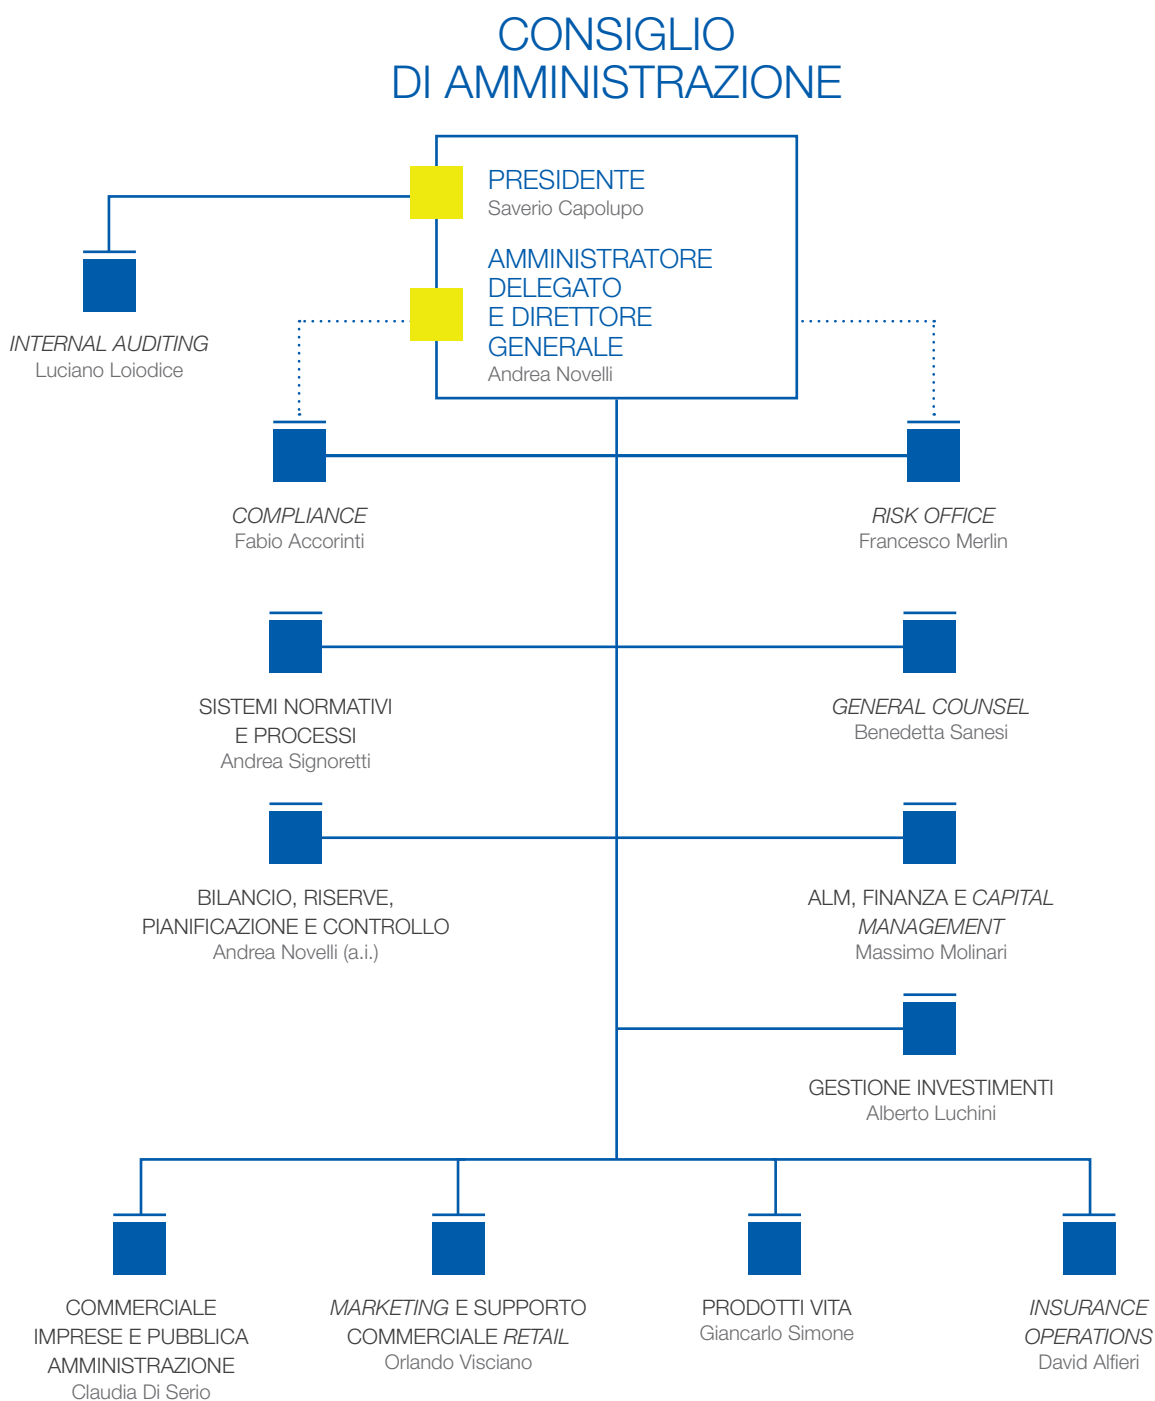 CONSIGLIO
DI AMMINISTRAZIONE
PRESIDENTE
Saverio Capolupo
AMMINISTRATORE
DELEGATO
E DIRETTORE
GENERALE
Andrea Novelli
INTERNAL AUDITING
Luciano Loiodice
COMPLIANCE
Fabio Accorinti
RISK OFFICE
Francesco Merlin
SISTEMI NORMATIVI
E PROCESSI
Andrea Signoretti
GENERAL COUNSEL
Benedetta Sanesi
BILANCIO, RISERVE,
PIANIFICAZIONE E CONTROLLO
Andrea Novelli (a.i.)
ALM, FINANZA E CAPITAL
MANAGEMENT
Massimo Molinari
GESTIONE INVESTIMENTI
Alberto Luchini
COMMERCIALE
IMPRESE E PUBBLICA
AMMINISTRAZIONE
Claudia Di Serio
MARKETING E SUPPORTO
COMMERCIALE RETAIL
Orlando Visciano
PRODOTTI VITA
Giancarlo Simone
INSURANCE
OPERATIONS
David Alfieri